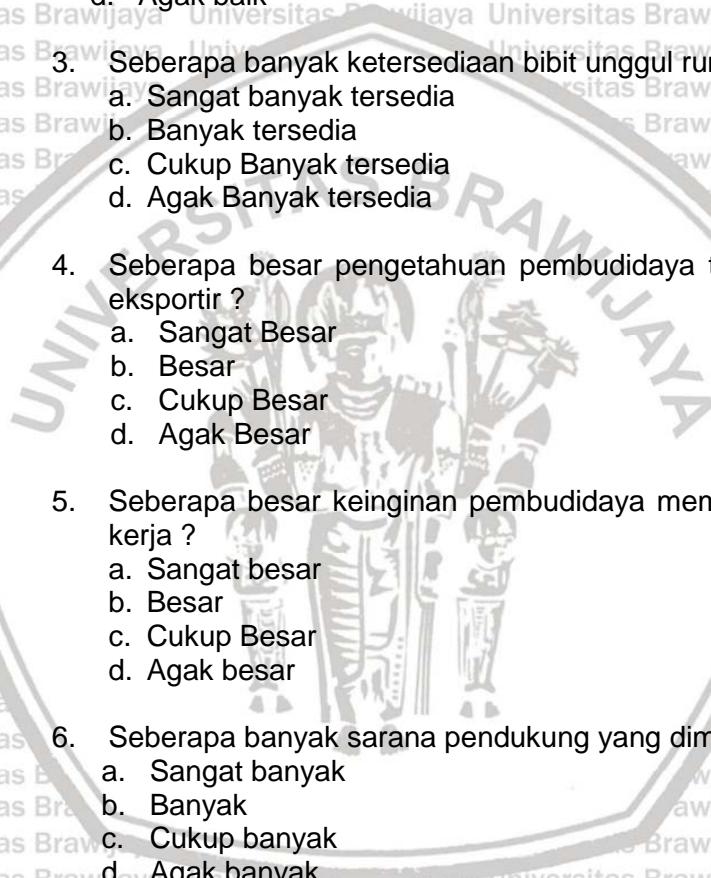 d. Agak baik
3. Seberapa banyak ketersediaan bibit unggul
a. Sangat banyak tersedia
b. Banyak tersedia
c. Cukup Banyak tersedia
d. Agak Banyak tersedia
4. Seberapa besar pengetahuan pembudidaya
eksportir ?
a. Sangat Besar
b. Besar
c. Cukup Besar
d. Agak Besar
5. Seberapa besar keinginan pembudidaya
kerja ?
a. Sangat besar
b. Besar
c. Cukup Besar
d. Agak besar
6. Seberapa banyak sarana pendukung yang
a. Sangat banyak
b. Banyak
c. Cukup banyak
d. Agak banyak
UNIVERSITAS BRAWIJAYA